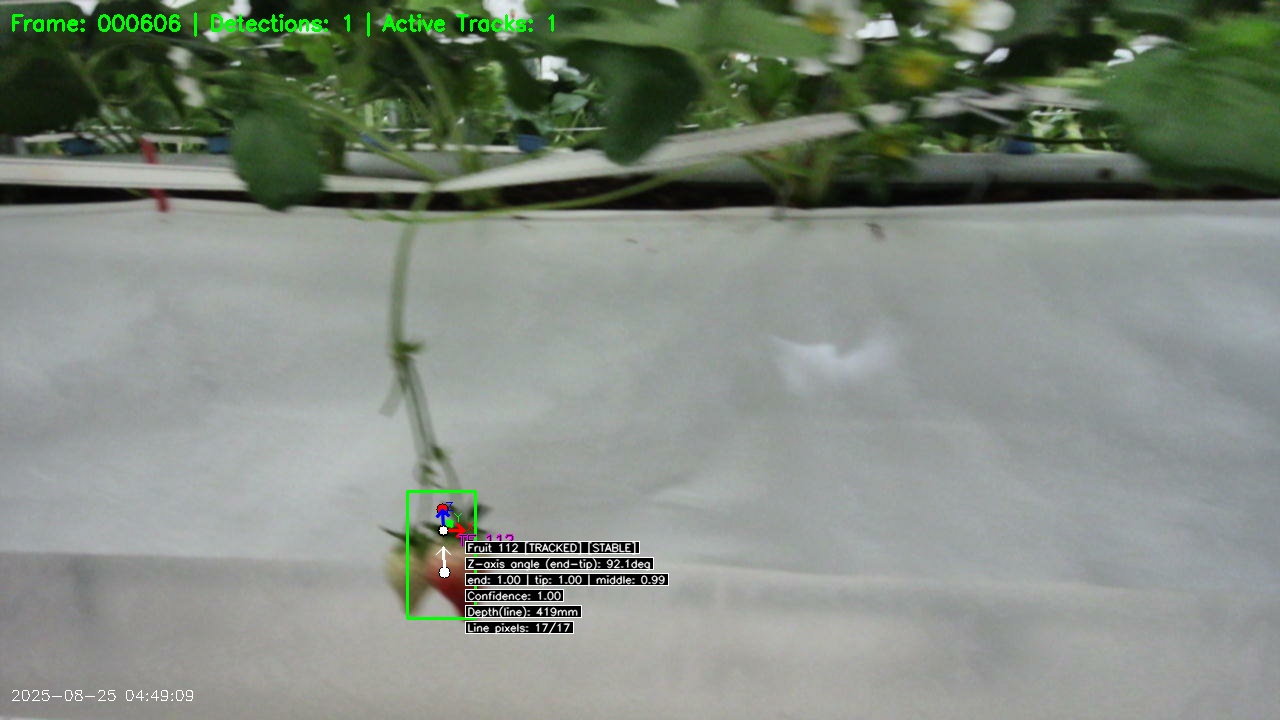 Frame: 000606 | Detections: 1 | Active Tracks: 1
Z
Y
Fruit 112 [TRACKED] [STABLE]
Z-axis angle (end-tip): 92.1deg
end: 1.00 | tip: 1.00 | middle: 0.99
Confidence: 1.00
Depth(line): 419mm
Line pixels: 17/17
2025-08-25 04:49:09